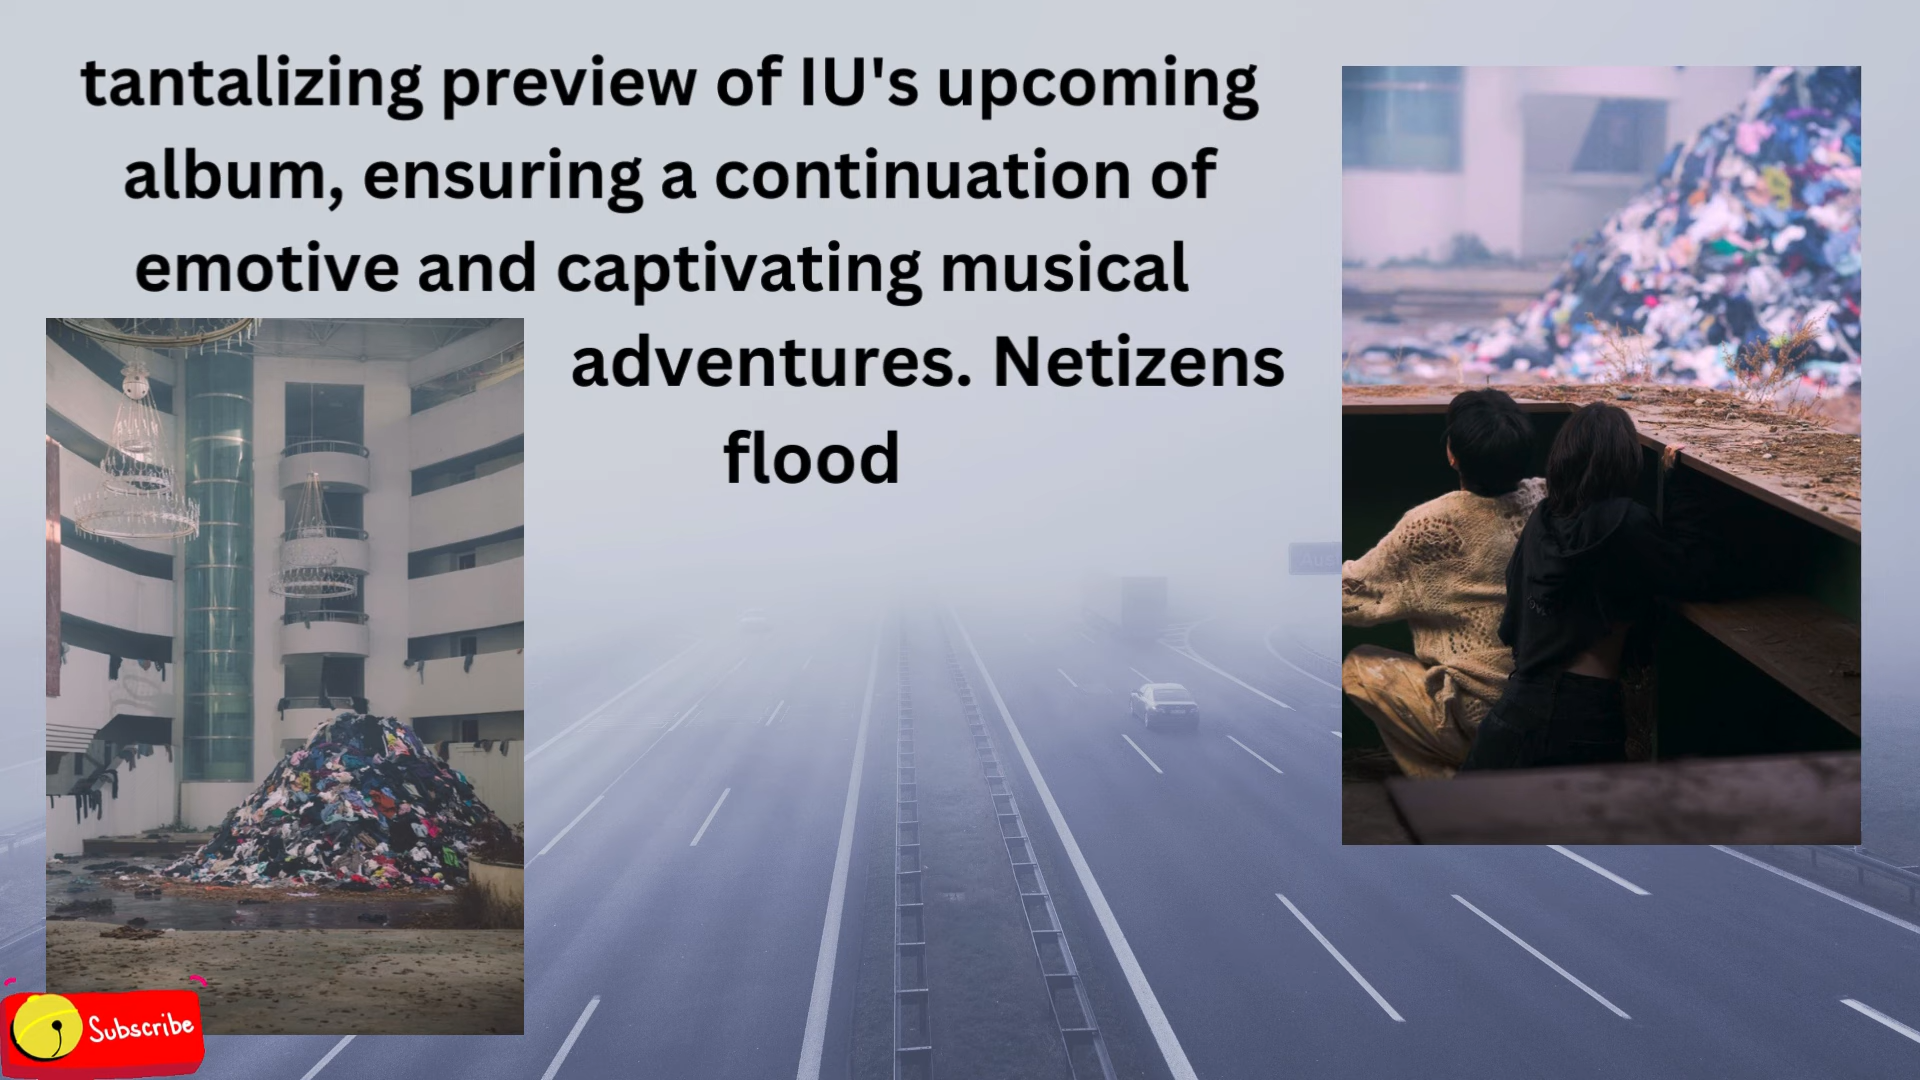 tantalizing preview of IU's upcoming
album, ensuring a continuation of
emotive and captivating musical
adventures. Netizens
flood
Subscribe